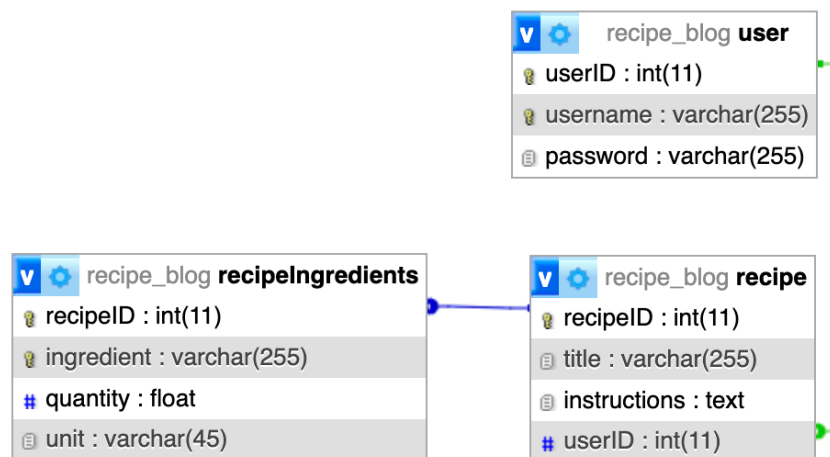 v recipe_blog user
userID : int(11)
username : varchar(255)
password : varchar(255)
v recipe_blog recipeIngredients
recipeID : int(11)
ingredient : varchar(255)
# quantity : float
unit : varchar(45)
v recipe_blog recipe
recipeID : int(11)
title : varchar(255)
instructions : text
# userID : int(11)